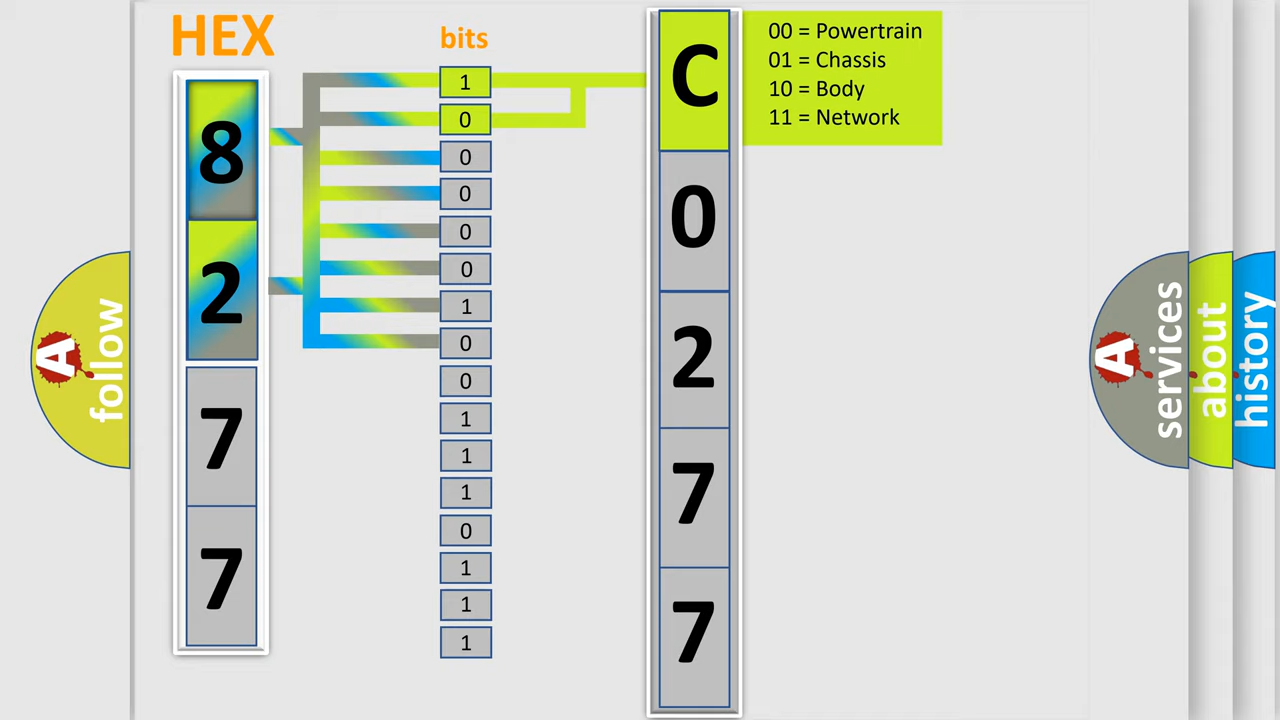 HEX
bits
8
2
7
7
1
0
0
0
0
0
1
0
0
1
1
1
0
1
1
1
C
0
2
7
7
00 = Powertrain
01 = Chassis
10 = Body
11 = Network
A
follow
A
services
about
history